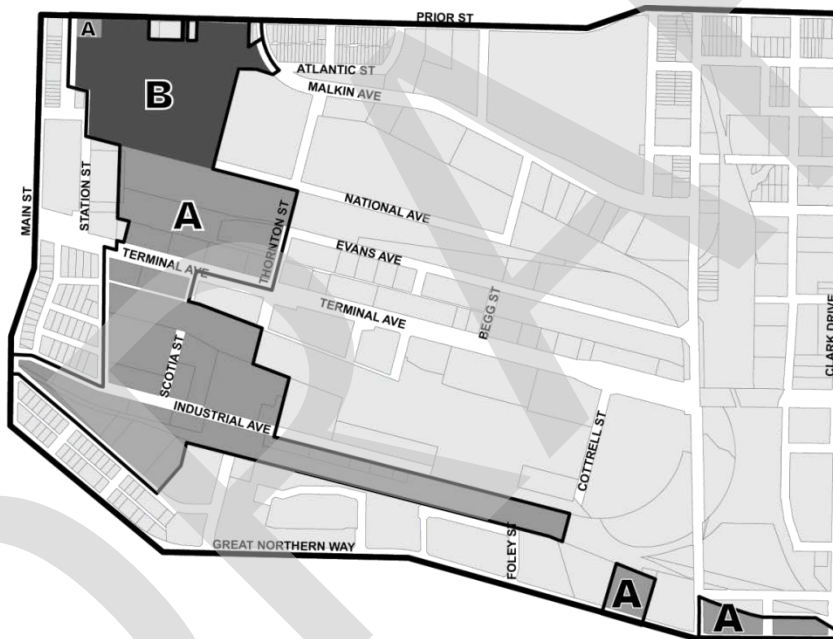 PRIOR ST
A
ATLANTIC ST
B
MALKIN AVE
MAIN ST
STATION ST
NATIONAL AVE
A
THORNTON ST
EVANS AVE
TERMINAL AVE
TERMINAL AVE
BEGG ST
CLARK DRIVE
SCOTIA ST
INDUSTRIAL AVE
COTTRELL ST
GREAT NORTHERN WAY
FOLEY ST
A
A